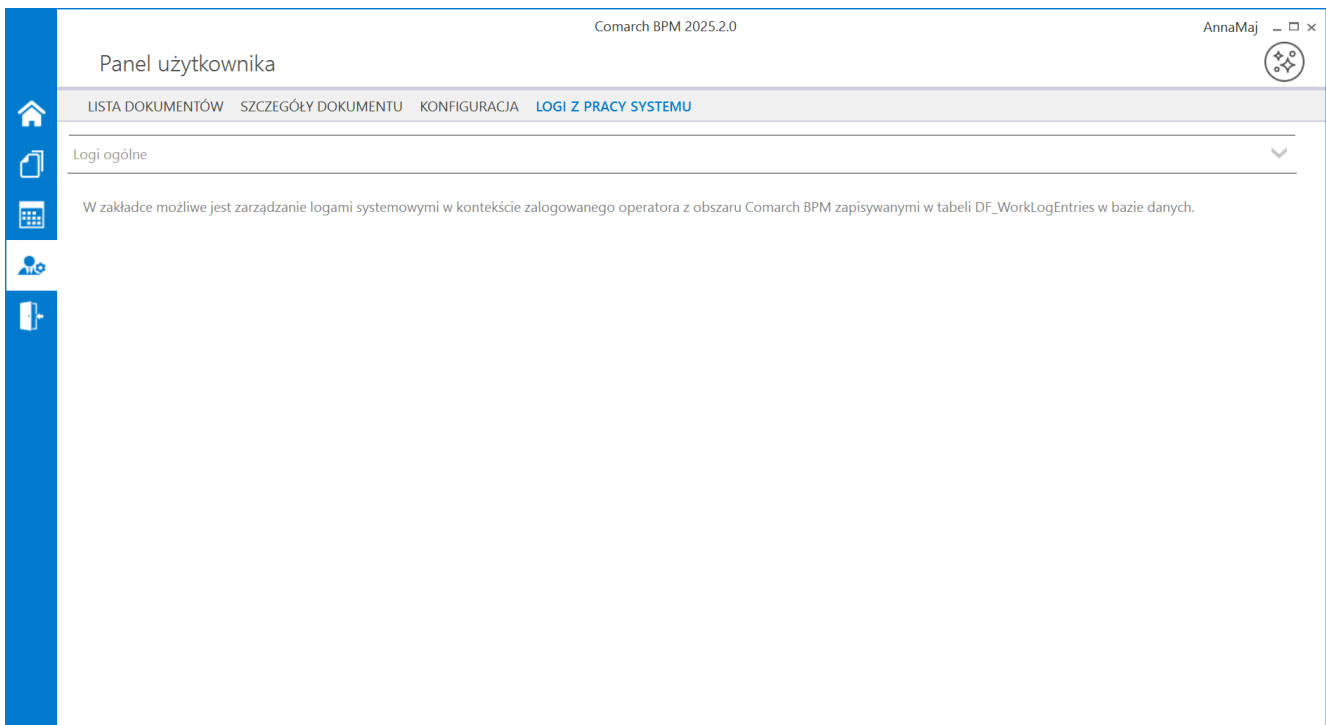 Comarch BPM 2025.2.0
AnnaMaj
Panel użytkownika
LISTA DOKUMENTÓW SZCZEGÓŁY DOKUMENTU KONFIGURACJA LOGI Z PRACY SYSTEMU
Logi ogólne
W zakładce możliwe jest zarządzanie logami systemowymi w kontekście zalogowanego operatora z obszaru Comarch BPM zapisywanymi w tabeli DF_WorkLogEntries w bazie danych.